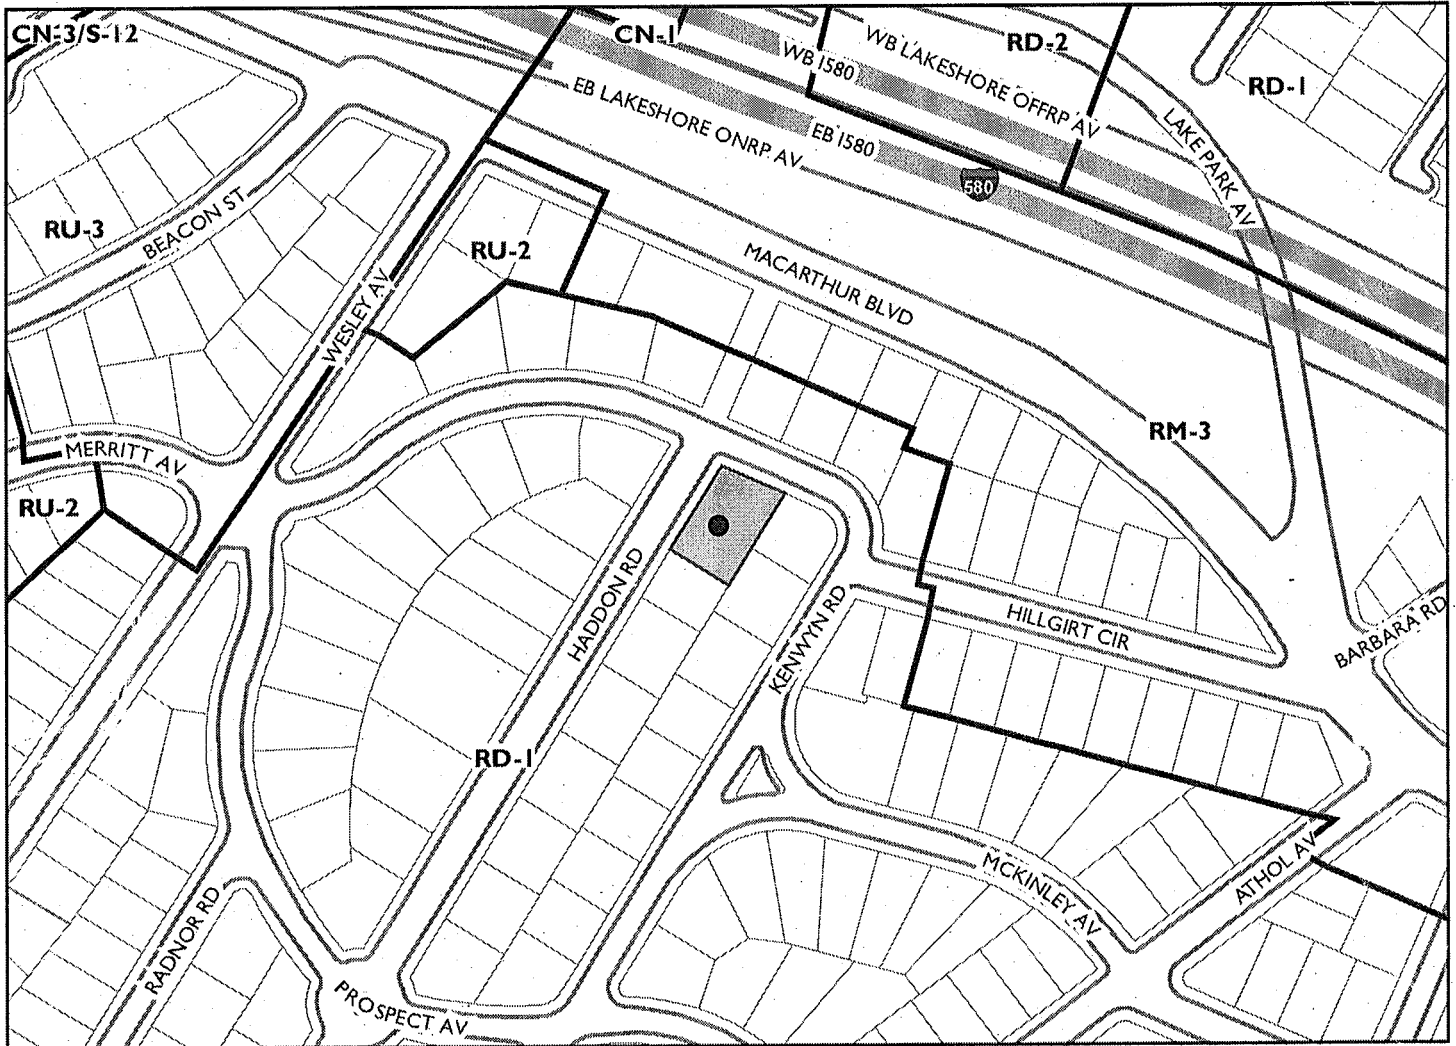 CN-3/S-12
CN-1
RD-2
RD-1
WB I580
WB LAKESHORE OFFRP AV
EB LAKESHORE ONRP AV
EB I580
LAKE PARK AV
580
RU-3
BEACON ST
RU-2
WESLEY AV
MACARTHUR BLVD
RM-3
MERRITT AV
RU-2
HADDON RD
KENWYN RD
HILLGIRT CIR
BARBARA RD
RD-1
MCKINLEY AV
ATHOL AV
RADNOR RD
PROSPECT AV